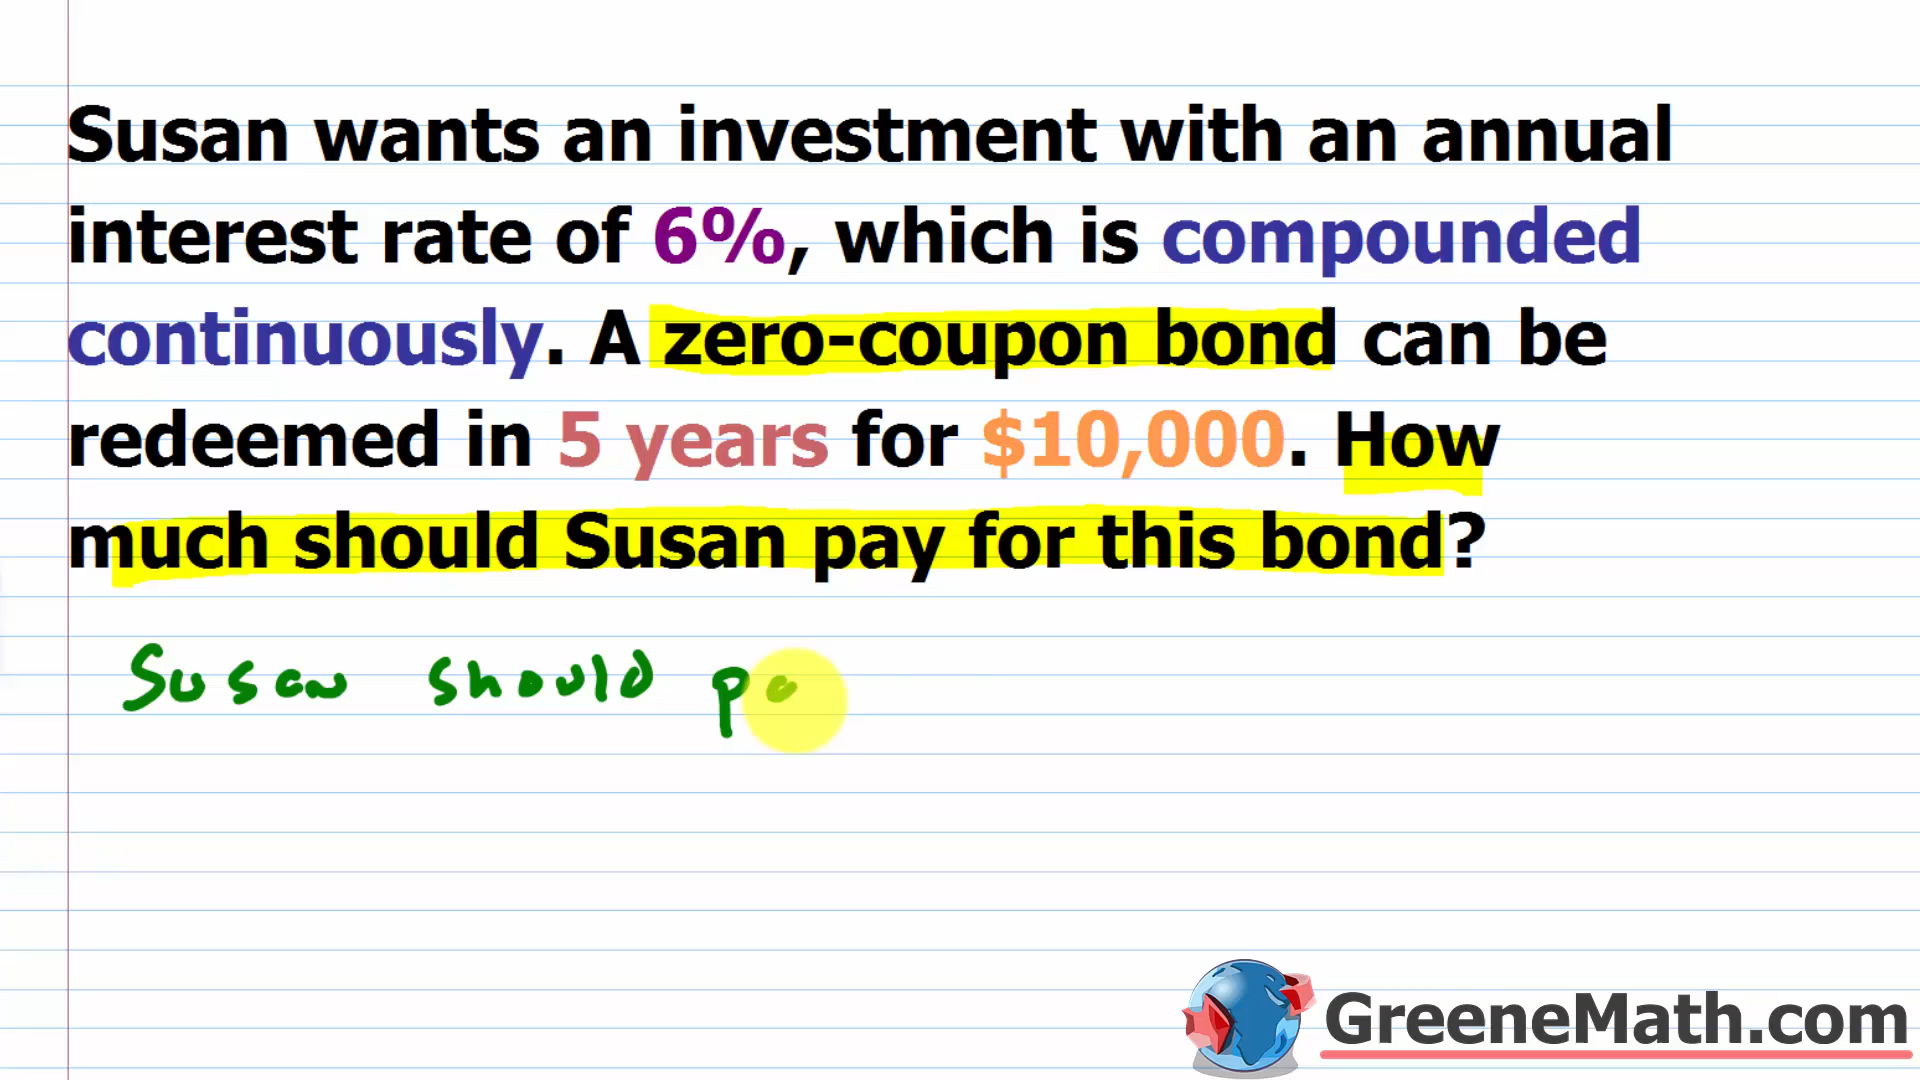 Susan wants an investment with an annual
interest rate of 6%, which is compounded
continuously. A zero-coupon bond can be
redeemed in 5 years for $10,000. How
much should Susan pay for this bond?
Susan should pa
GreeneMath.com